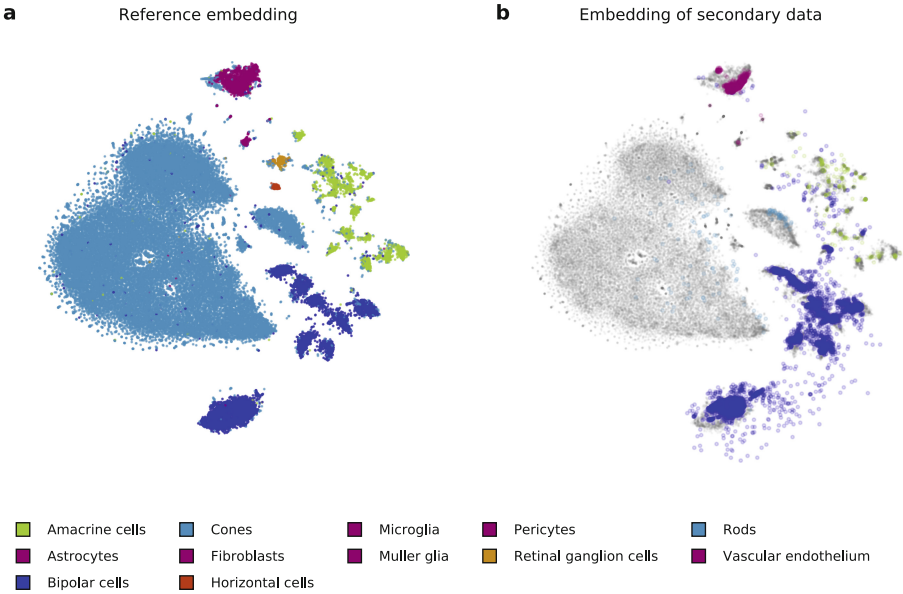 a Reference embedding b Embedding of secondary data
Amacrine cells Cones Microglia Pericytes Rods
Astrocytes Fibroblasts Muller glia Retinal ganglion cells Vascular endothelium
Bipolar cells Horizontal cells